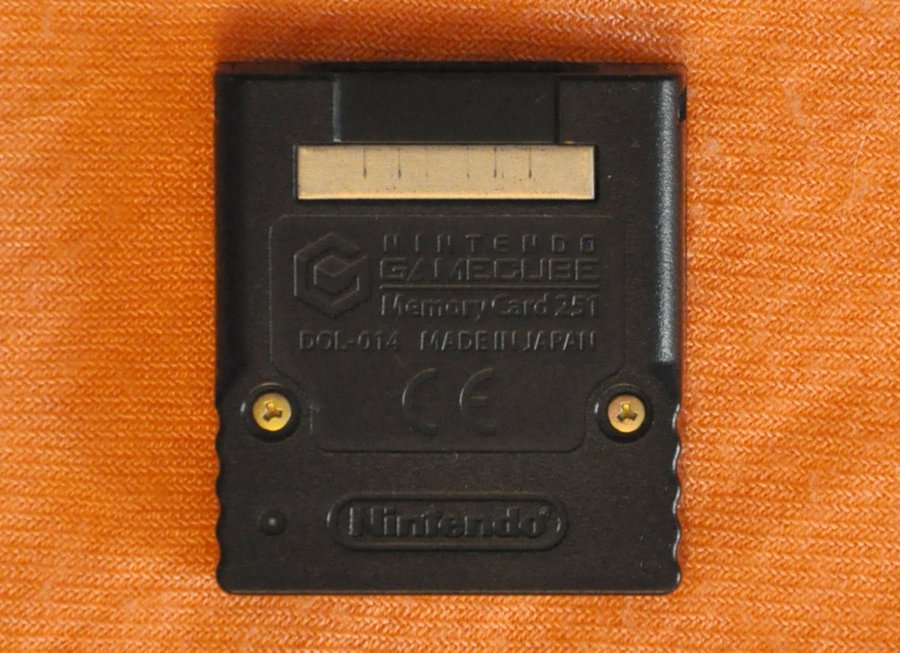 NINTENDO
GAMECUBE
Memory Card 251
DOL-014 MADE IN JAPAN
CE
Nintendo®